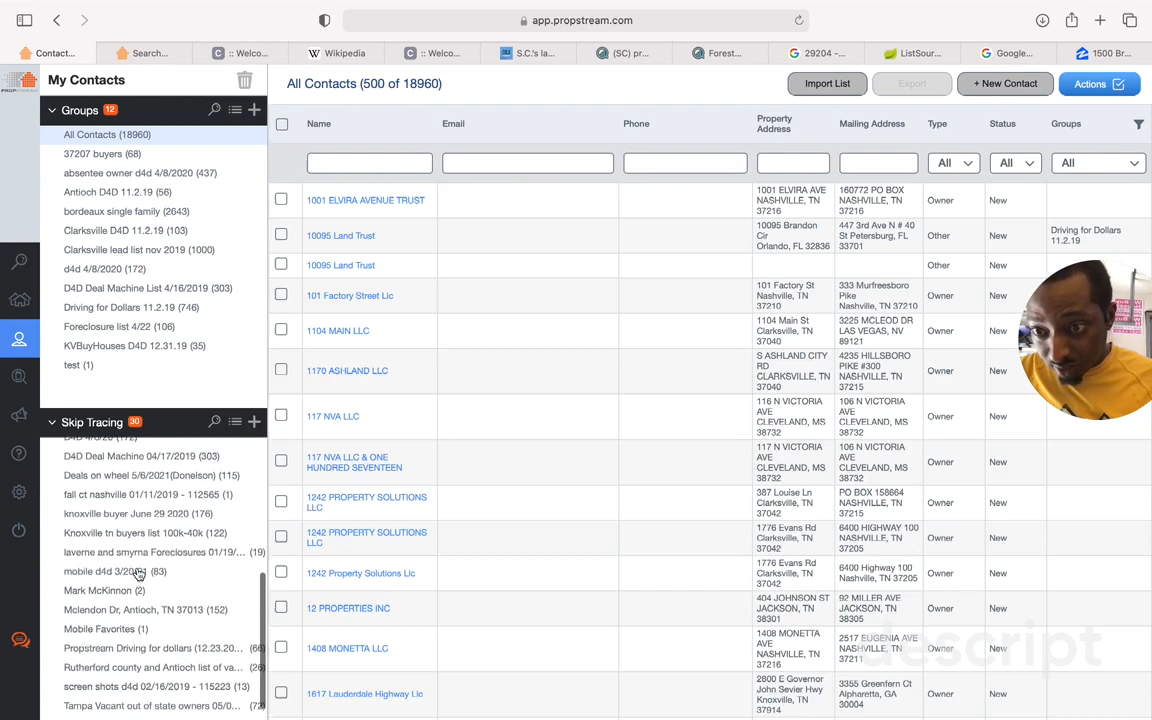 app.propstream.com
Contact...
Search...
:: Welco...
Wikipedia
:: Welco...
S.C.'s la...
(SC) pr...
Forest...
29204 -...
ListSour...
Google...
1500 Br...
PROPSTREAM
My Contacts
Groups 12
All Contacts (18960)
37207 buyers (68)
absentee owner d4d 4/8/2020 (437)
Antioch D4D 11.2.19 (56)
bordeaux single family (2643)
Clarksville D4D 11.2.19 (103)
Clarksville lead list nov 2019 (1000)
d4d 4/8/2020 (172)
D4D Deal Machine List 4/16/2019 (303)
Driving for Dollars 11.2.19 (746)
Foreclosure list 4/22 (106)
KVBuyHouses D4D 12.31.19 (35)
test (1)
Skip Tracing 30
D4D Deal Machine 04/17/2019 (303)
Deals on wheel 5/6/2021(Donelson) (115)
fall ct nashville 01/11/2019 - 112565 (1)
knoxville buyer June 29 2020 (176)
Knoxville tn buyers list 100k-40k (122)
laverne and smyrna Foreclosures 01/19/... (19)
mobile d4d (83)
Mark McKinnon (2)
Mclendon Dr, Antioch, TN 37013 (152)
Mobile Favorites (1)
Propstream Driving for dollars (12.23.20... (66)
Rutherford county and Antioch list of va... (26)
screen shots d4d 02/16/2019 - 115223 (13)
Tampa Vacant out of state owners 05/0...
All Contacts (500 of 18960)
Import List
Export
+ New Contact
Actions
Name Email Phone Property Address Mailing Address Type Status Groups
All All All
1001 ELVIRA AVENUE TRUST 1001 ELVIRA AVE NASHVILLE, TN 37216 160772 PO BOX NASHVILLE, TN 37216 Owner New
10095 Land Trust 10095 Brandon Cir Orlando, FL 32836 447 3rd Ave N # 40 St Petersburg, FL 33701 Other New Driving for Dollars 11.2.19
10095 Land Trust Other New
101 Factory Street Llc 101 Factory St Nashville, TN 37210 333 Murfreesboro Pike Nashville, TN 37210 Owner New
1104 MAIN LLC 1104 Main St Clarksville, TN 37040 3225 MCLEOD DR LAS VEGAS, NV 89121 Owner New
1170 ASHLAND LLC S ASHLAND CITY RD CLARKSVILLE, TN 37040 4235 HILLSBORO PIKE #300 NASHVILLE, TN 37215 Owner New
117 NVA LLC 116 N VICTORIA AVE CLEVELAND, MS 38732 106 N VICTORIA AVE CLEVELAND, MS 38732 Owner New
117 NVA LLC & ONE HUNDRED SEVENTEEN 117 N VICTORIA AVE CLEVELAND, MS 38732 106 N VICTORIA AVE CLEVELAND, MS 38732 Owner New
1242 PROPERTY SOLUTIONS LLC 387 Louise Ln 37042 PO BOX 158664 NASHVILLE, TN 37215 Owner New
1242 PROPERTY SOLUTIONS LLC 1776 Evans Rd Clarksville, TN 37042 6400 HIGHWAY 100 NASHVILLE, TN 37205 Owner New
1242 Property Solutions Llc 1776 Evans Rd Clarksville, TN 37042 6400 Highway 100 Nashville, TN 37205 Owner New
12 PROPERTIES INC 404 JOHNSON ST JACKSON, TN 38301 92 MILLER AVE JACKSON, TN 38305 Owner New
1408 MONETTA LLC 1408 MONETTA AVE NASHVILLE, TN 37216 2517 EUGENIA AVE NASHVILLE, TN 37211 Owner New
1617 Lauderdale Highway Llc 2800 E Governor John Sevier Hwy Knoxville, TN 37914 3355 Greenfern Ct Alpharetta, GA 30004 Owner New
descript